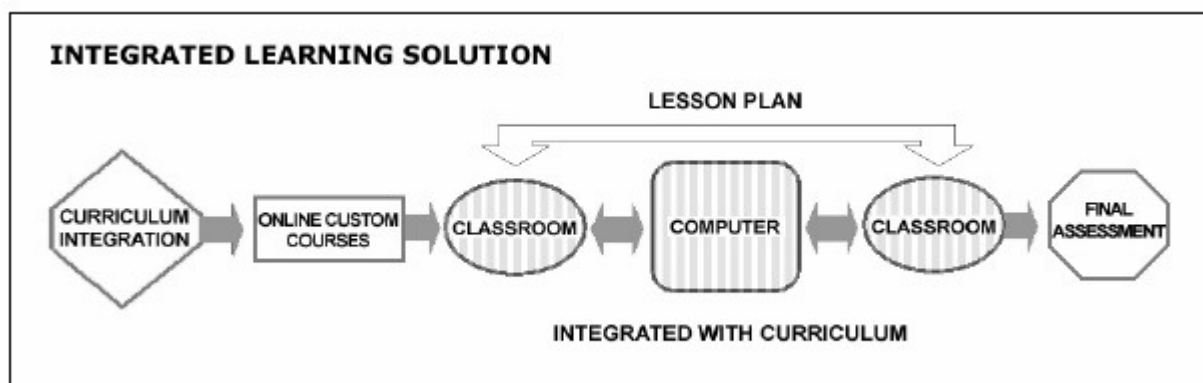 INTEGRATED LEARNING SOLUTION
LESSON PLAN
CURRICULUM
INTEGRATION
ONLINE CUSTOM
COURSES
CLASSROOM
COMPUTER
CLASSROOM
FINAL
ASSESSMENT
INTEGRATED WITH CURRICULUM